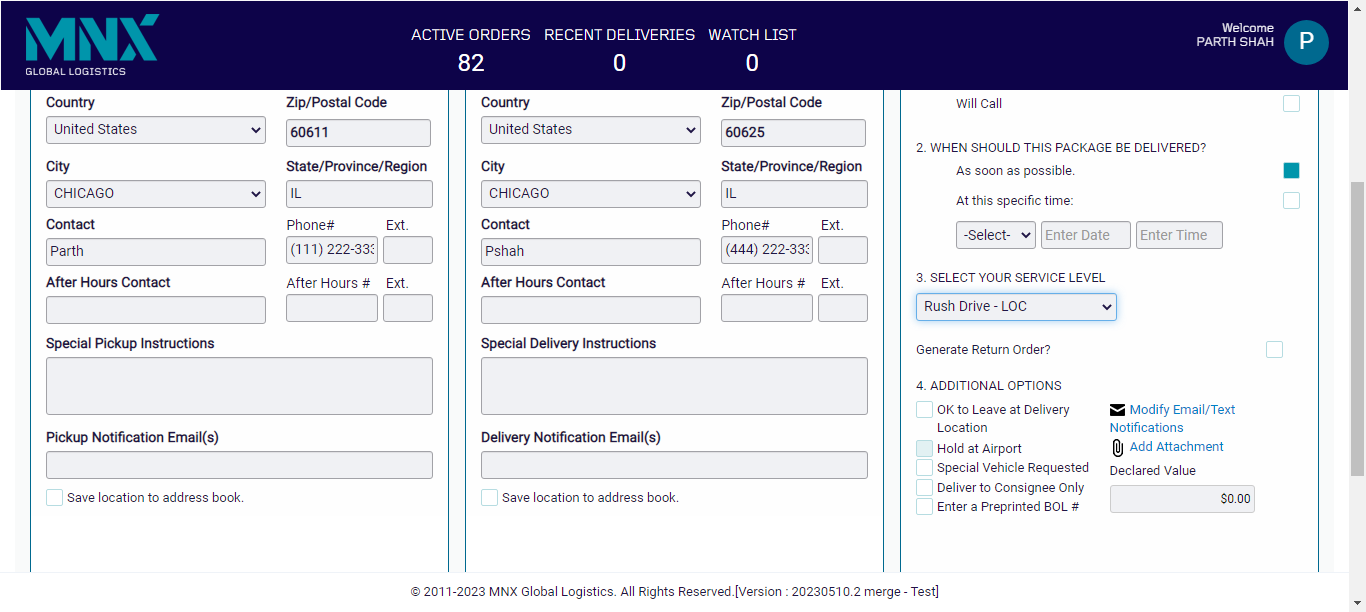 MNX
GLOBAL LOGISTICS
ACTIVE ORDERS
82
RECENT DELIVERIES
0
WATCH LIST
0
Welcome
PARTH SHAH
P
Country
Zip/Postal Code
United States
60611
City
State/Province/Region
CHICAGO
IL
Contact
Phone#
Ext.
Parth
(111) 222-333
After Hours Contact
After Hours #
Ext.
Special Pickup Instructions
Pickup Notification Email(s)
Save location to address book.
Country
Zip/Postal Code
United States
60625
City
State/Province/Region
CHICAGO
IL
Contact
Phone#
Ext.
Pshah
(444) 222-333
After Hours Contact
After Hours #
Ext.
Special Delivery Instructions
Delivery Notification Email(s)
Save location to address book.
Will Call
2. WHEN SHOULD THIS PACKAGE BE DELIVERED?
As soon as possible.
At this specific time:
-Select-
Enter Date
Enter Time
3. SELECT YOUR SERVICE LEVEL
Rush Drive - LOC
Generate Return Order?
4. ADDITIONAL OPTIONS
OK to Leave at Delivery
Location
Hold at Airport
Special Vehicle Requested
Deliver to Consignee Only
Enter a Preprinted BOL #
Modify Email/Text
Notifications
Add Attachment
Declared Value
$0.00
© 2011-2023 MNX Global Logistics. All Rights Reserved.[Version : 20230510.2 merge - Test]